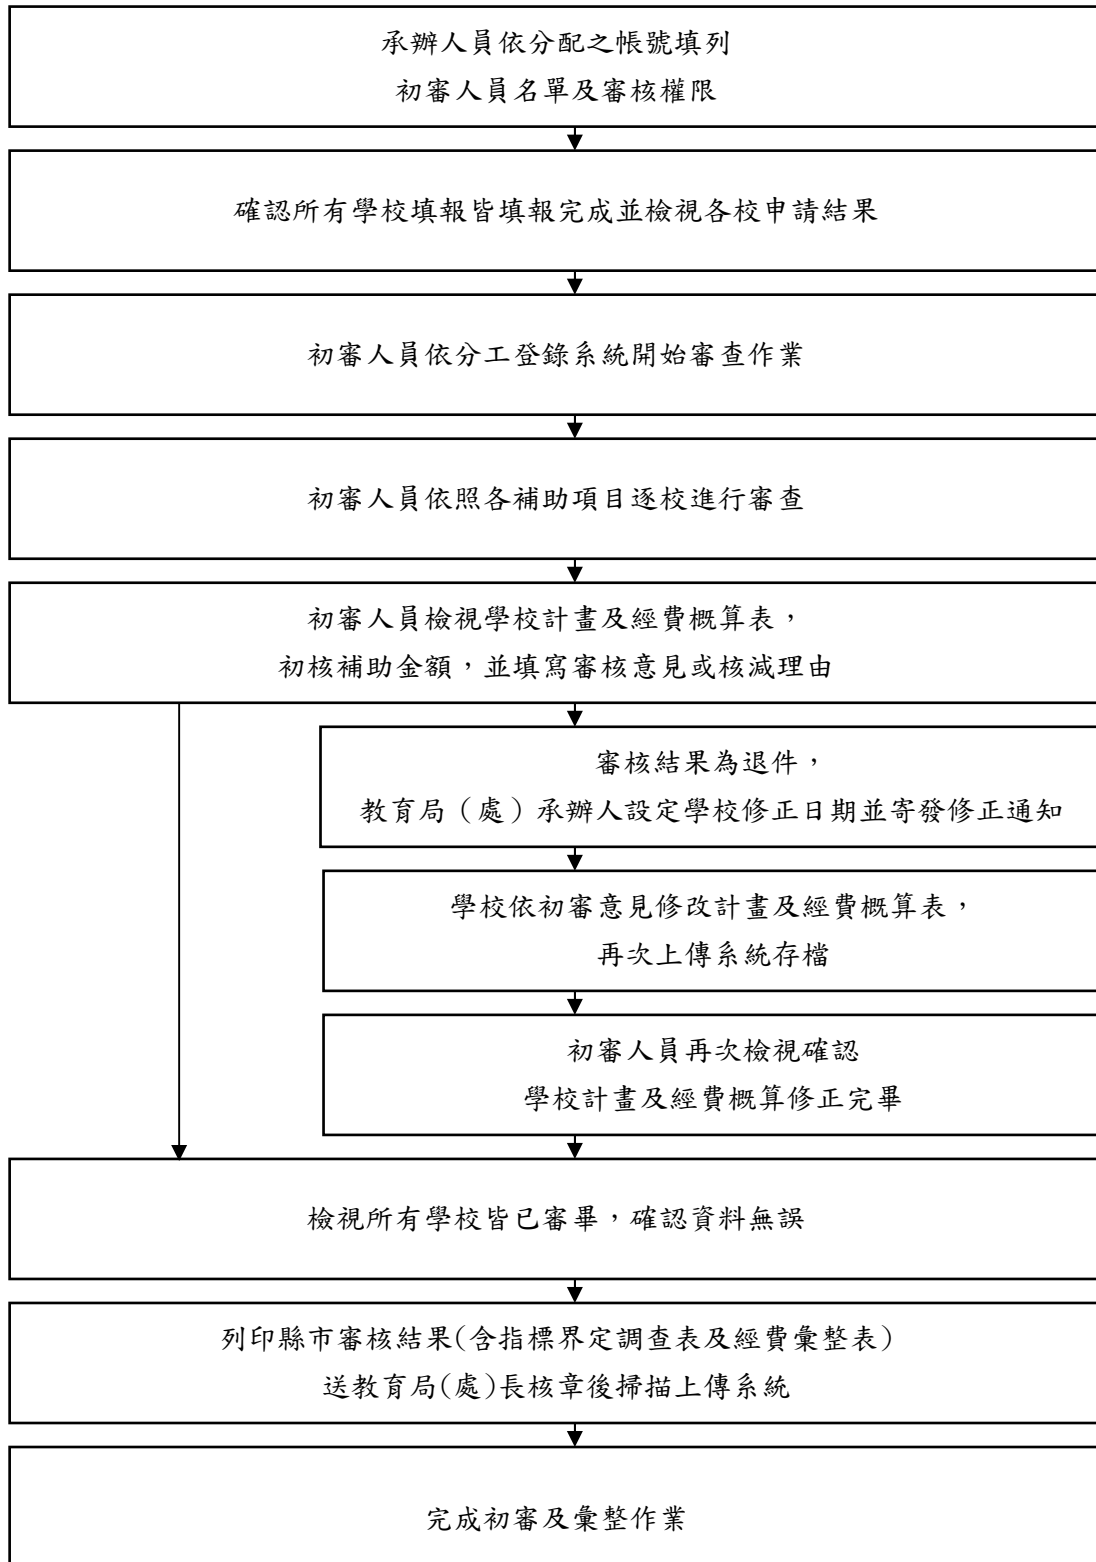 承辦人員依分配之帳號填列
初審人員名單及審核權限
確認所有學校填報皆填報完成並檢視各校申請結果
初審人員依分工登錄系統開始審查作業
初審人員依照各補助項目逐校進行審查
初審人員檢視學校計畫及經費概算表，
初核補助金額，並填寫審核意見或核減理由
審核結果為退件，
教育局（處）承辦人設定學校修正日期並寄發修正通知
學校依初審意見修改計畫及經費概算表，
再次上傳系統存檔
初審人員再次檢視確認
學校計畫及經費概算修正完畢
檢視所有學校皆已審畢，確認資料無誤
列印縣市審核結果(含指標界定調查表及經費彙整表)
送教育局(處)長核章後掃描上傳系統
完成初審及彙整作業